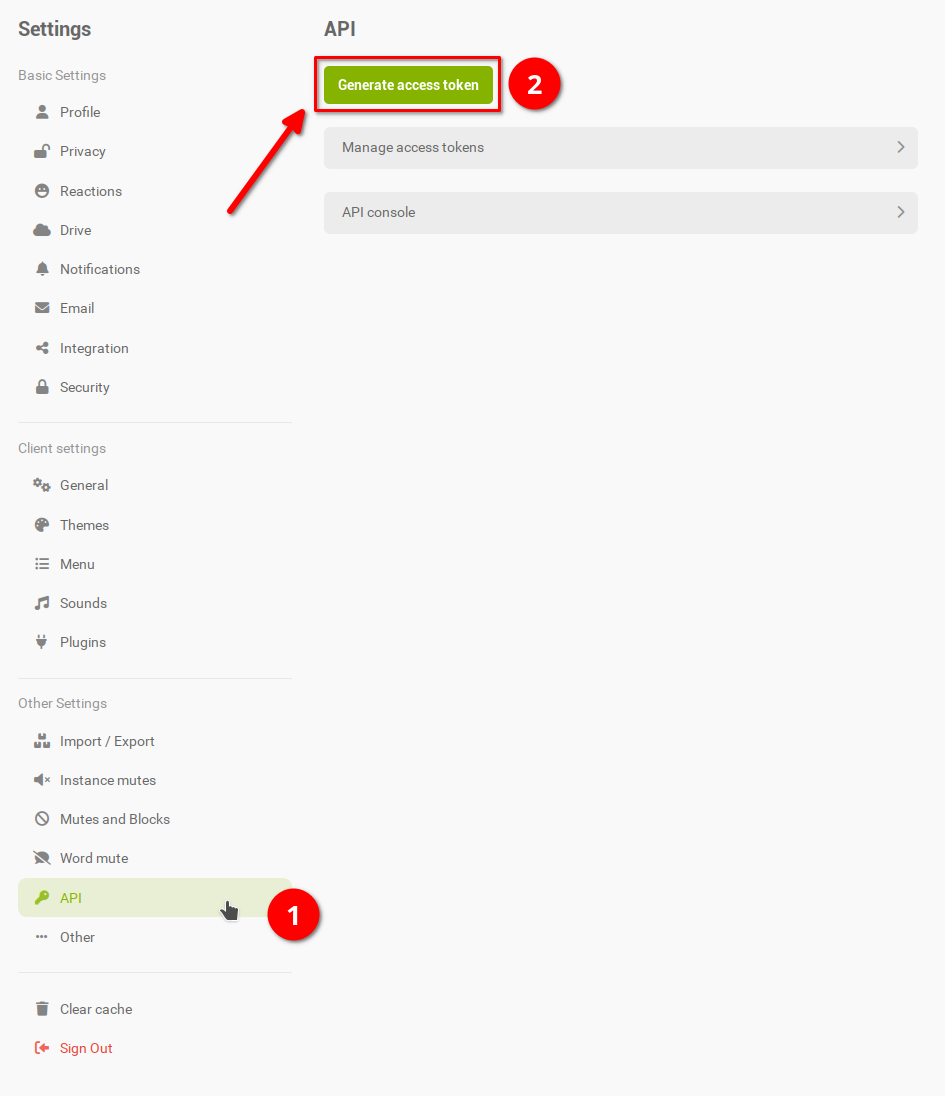 Settings
Basic Settings
Profile
Privacy
Reactions
Drive
Notifications
Email
Integration
Security
Client settings
General
Themes
Menu
Sounds
Plugins
Other Settings
Import / Export
Instance mutes
Mutes and Blocks
Word mute
API
1
Other
Clear cache
Sign Out
API
Generate access token
2
Manage access tokens
API console